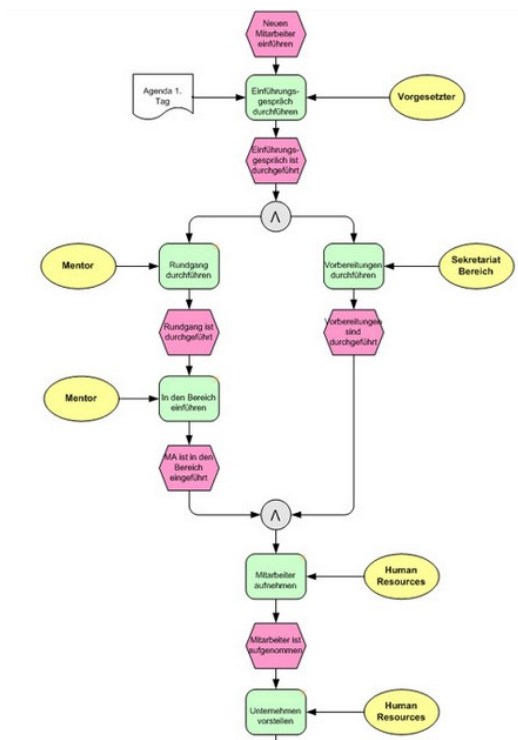 Neuen
Mitarbeiter
einführen
Agenda 1.
Tag
Einführungs-
gespräch
durchführen
Vorgesetzter
Einführungs-
gespräch ist
durchgeführt
Λ
Mentor
Rundgang
durchführen
Vorbereitungen
durchführen
Sekretariat
Bereich
Rundgang ist
durchgeführt
Vorbereitungen
sind
durchgeführt
Mentor
In den Bereich
einführen
MA ist in den
Bereich
eingeführt
Λ
Mitarbeiter
aufnehmen
Human
Resources
Mitarbeiter ist
aufgenommen
Unternehmen
vorstellen
Human
Resources